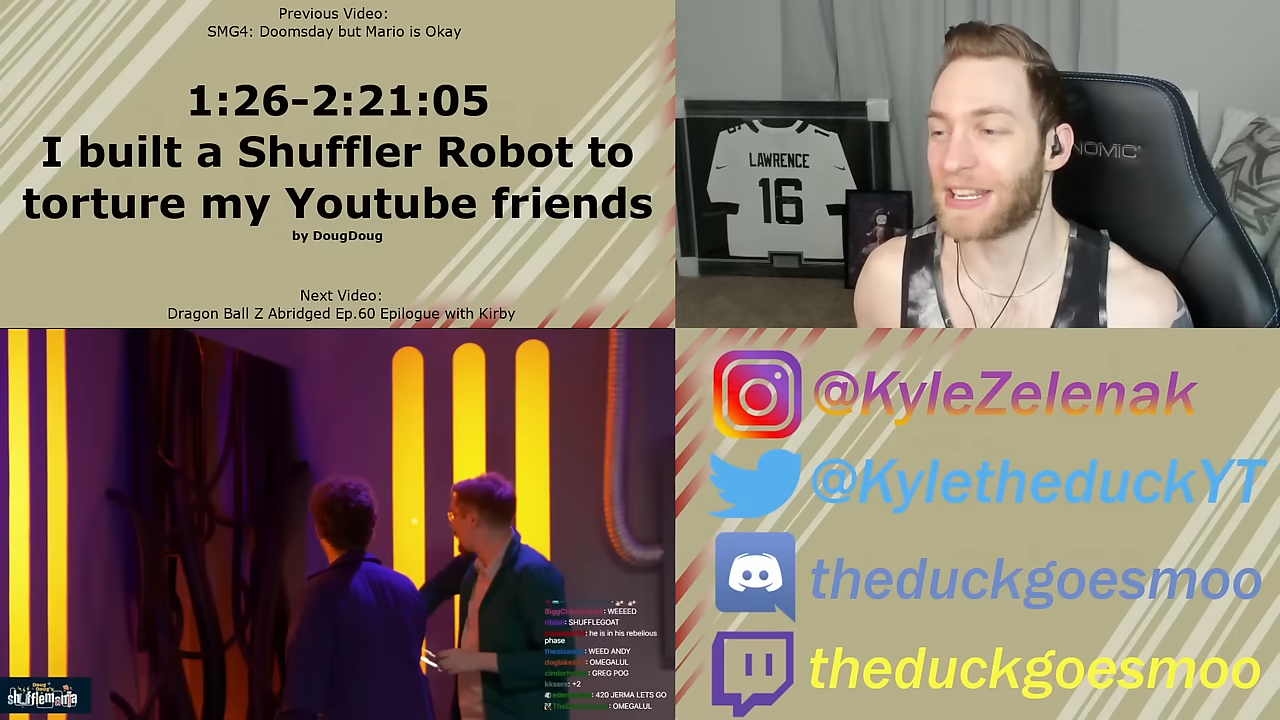 Previous Video:
SMG4: Doomsday but Mario is Okay
1:26-2:21:05
I built a Shuffler Robot to
torture my Youtube friends
by DougDoug
Next Video:
Dragon Ball Z Abridged Ep.60 Epilogue with Kirby
LAWRENCE
16
NOMIC
@KyleZelenak
@KyletheduckYT
theduckgoesmoo
theduckgoesmoo
: WEEEED
: SHUFFLEGOAT
: he is in his rebelious
phase
: WEED ANDY
: OMEGALUL
: GREG POG
: +2
: 420 JERMA LETS GO
: OMEGALUL